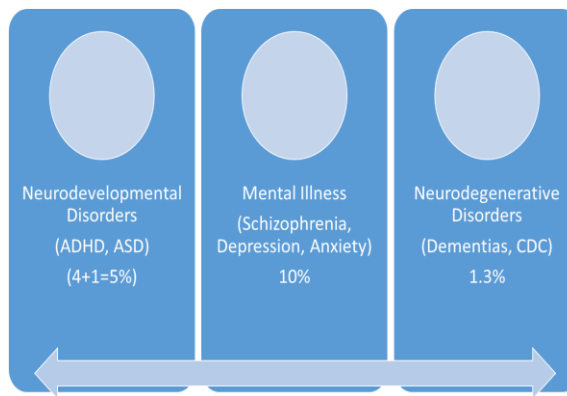 Neurodevelopmental
Disorders
(ADHD, ASD)
(4+1=5%)
Mental Illness
(Schizophrenia,
Depression, Anxiety)
10%
Neurodegenerative
Disorders
(Dementias, CDC)
1.3%